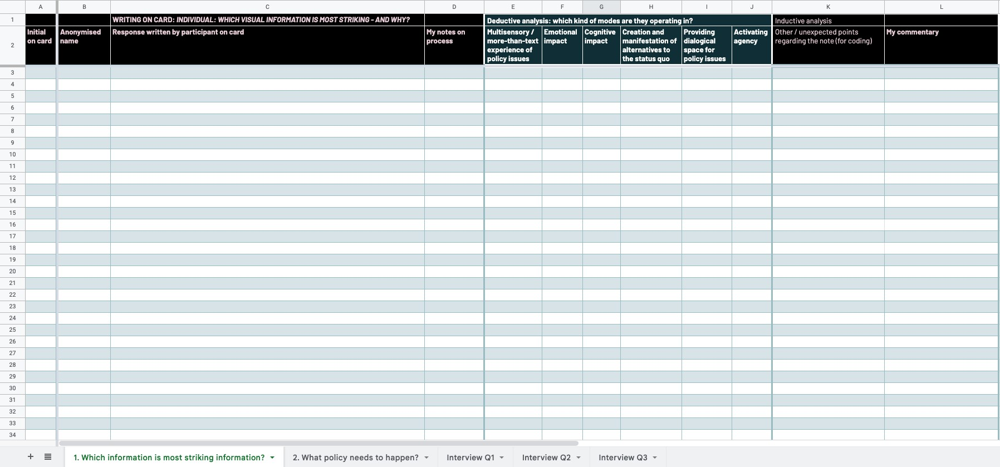 A B C D E F G H I J K L
1 WRITING ON CARD: INDIVIDUAL: WHICH VISUAL INFORMATION IS MOST STRIKING - AND WHY? Deductive analysis: which kind of modes are they operating in? Inductive analysis
2
Initial
on card
Anonymised
name
Response written by participant on card
My notes on
process
Multisensory /
more-than-text
experience of
policy issues
Emotional
impact
Cognitive
impact
Creation and
manifestation of
alternatives to
the status quo
Providing
dialogical
space for
policy issues
Activating
agency
Other / unexpected points
regarding the note (for coding)
My commentary
3
4
5
6
7
8
9
10
11
12
13
14
15
16
17
18
19
20
21
22
23
24
25
26
27
28
29
30
31
32
33
34
+ 1. Which information is most striking information? 2. What policy needs to happen? Interview Q1 Interview Q2 Interview Q3